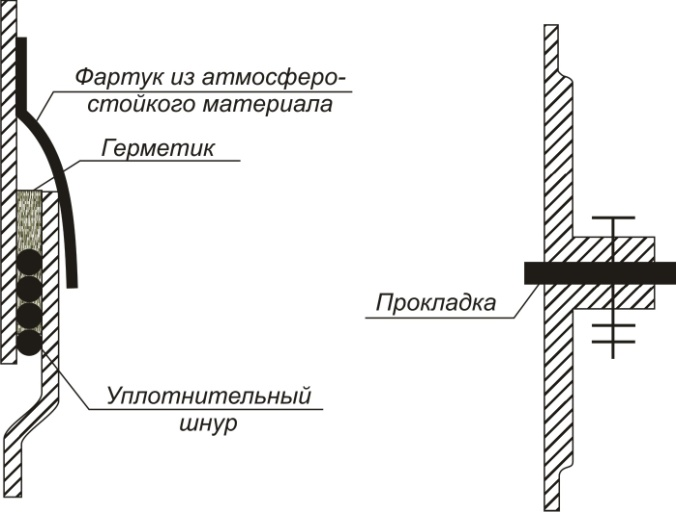 Фартук из атмосферо-
стойкого материала
Герметик
Прокладка
Уплотнительный
шнур